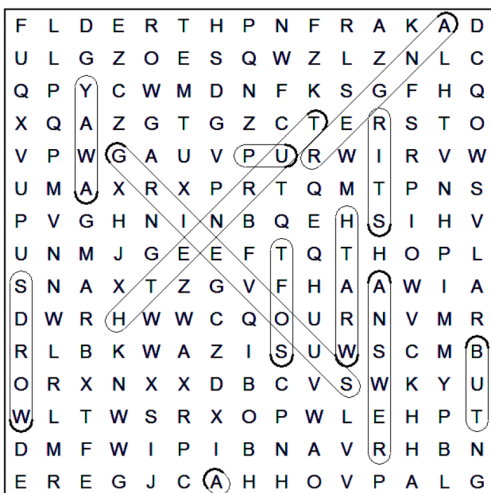 F L D E R T H P N F R A K A D
U L G Z O E S Q W Z L Z N L C
Q P Y C W M D N F K S G F H Q
X Q A Z G T G Z C T E R S T O
V P W G A U V P U R W I R V W
U M A X R X P R T Q M T P N S
P V G H N I N B Q E H S I H V
U N M J G E E F T Q T H O P L
S N A X T Z G V F H A A W I A
D W R H W W C Q O U R N V M R
R L B K W A Z I S U W S C M B
O R X N X X D B C V S W K Y U
W L T W S R X O P W L E H P T
D M F W I P I B N A V R H B N
E R E G J C A H H O V P A L G